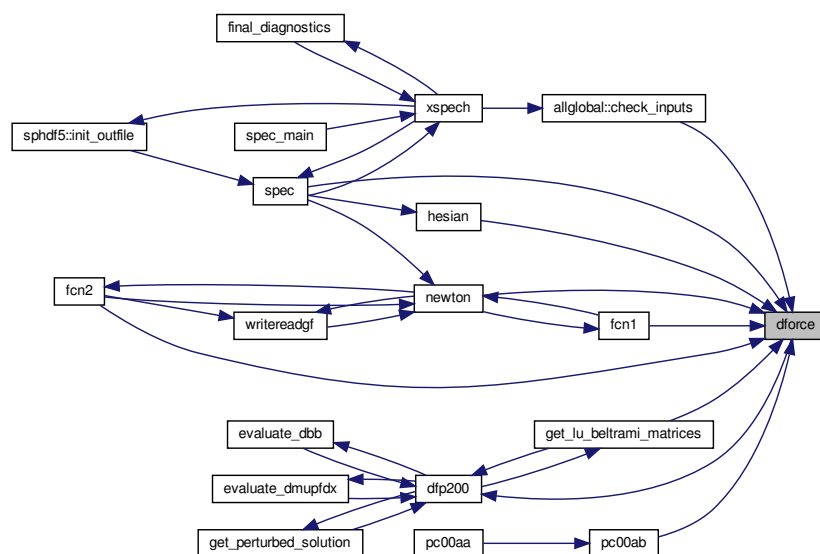 final_diagnostics
xspech
allglobal::check_inputs
sphdf5::init_outfile
spec_main
spec
hesian
fcn2
newton
writereadgf
fcn1
dforce
evaluate_dbb
get_lu_beltrami_matrices
evaluate_dmupfdx
dfp200
get_perturbed_solution
pc00aa
pc00ab